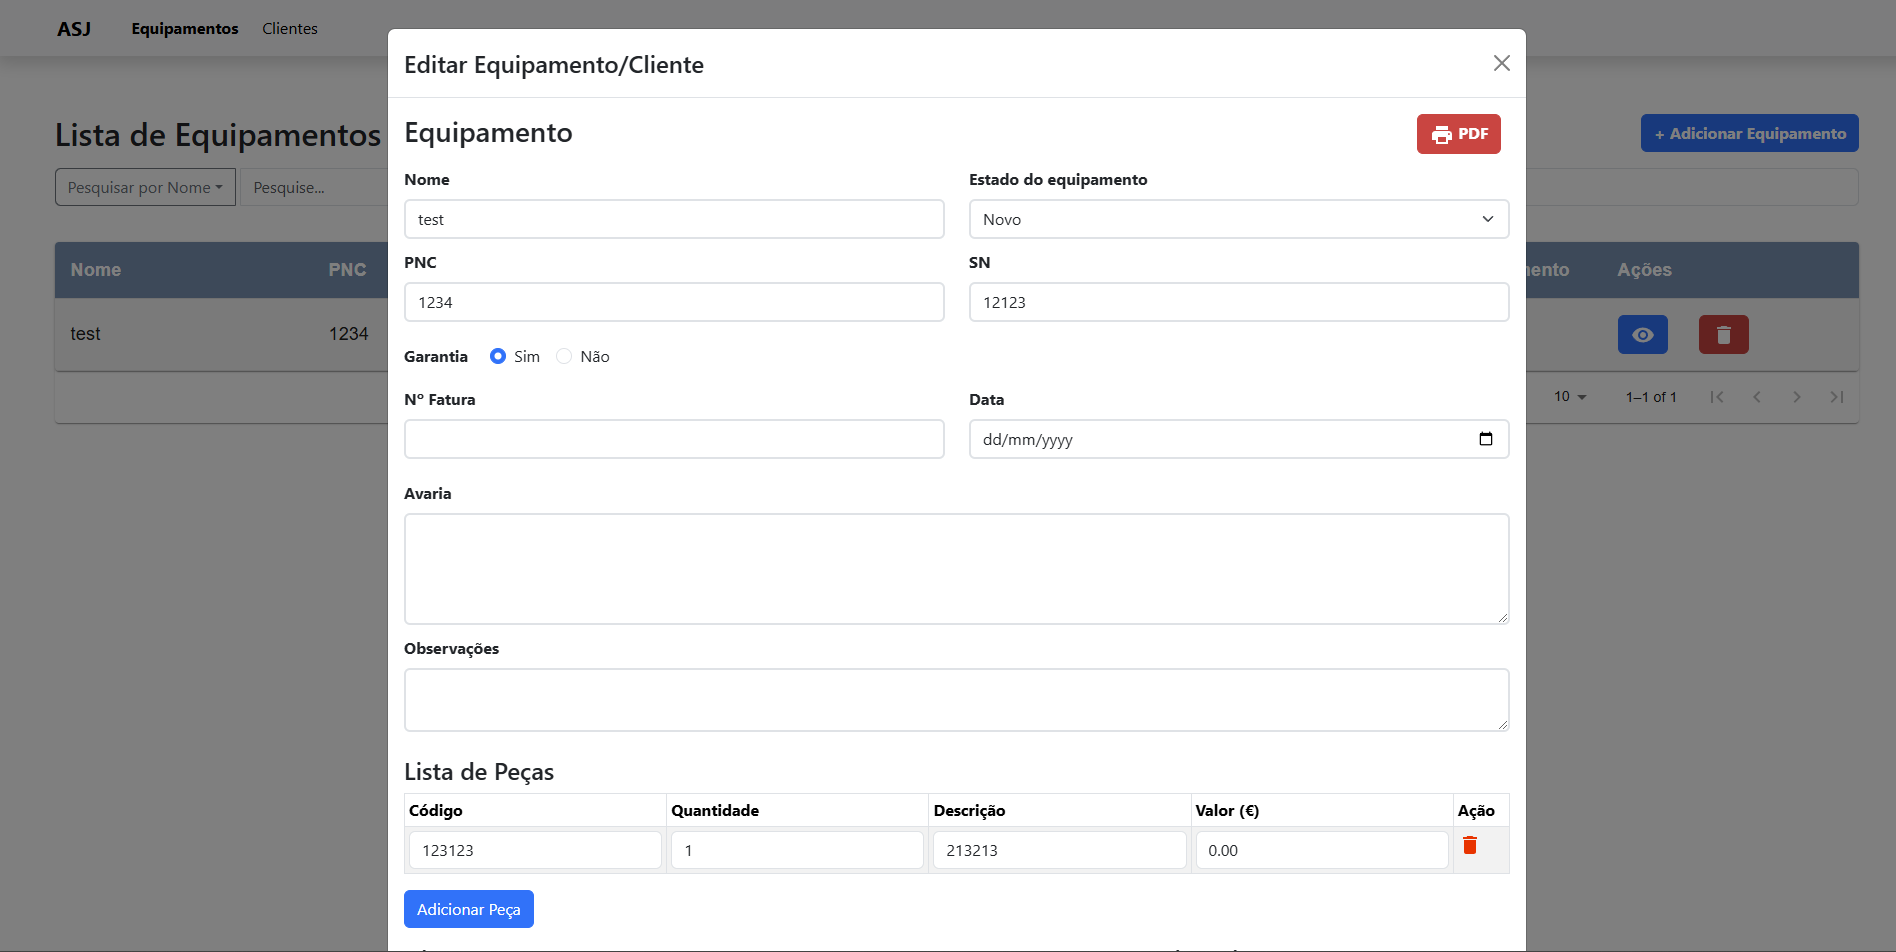 ASJ Equipamentos Clientes
Editar Equipamento/Cliente
Lista de Equipamentos
+ Adicionar Equipamento
Pesquisar por Nome Pesquise...
Nome PNC Ações
test 1234
10 1–1 of 1
Equipamento
PDF
Nome Estado do equipamento
test Novo
PNC SN
1234 12123
Garantia Sim Não
Nº Fatura Data
dd/mm/yyyy
Avaria
Observações
Lista de Peças
Código Quantidade Descrição Valor (€) Ação
123123 1 213213 0.00
Adicionar Peça